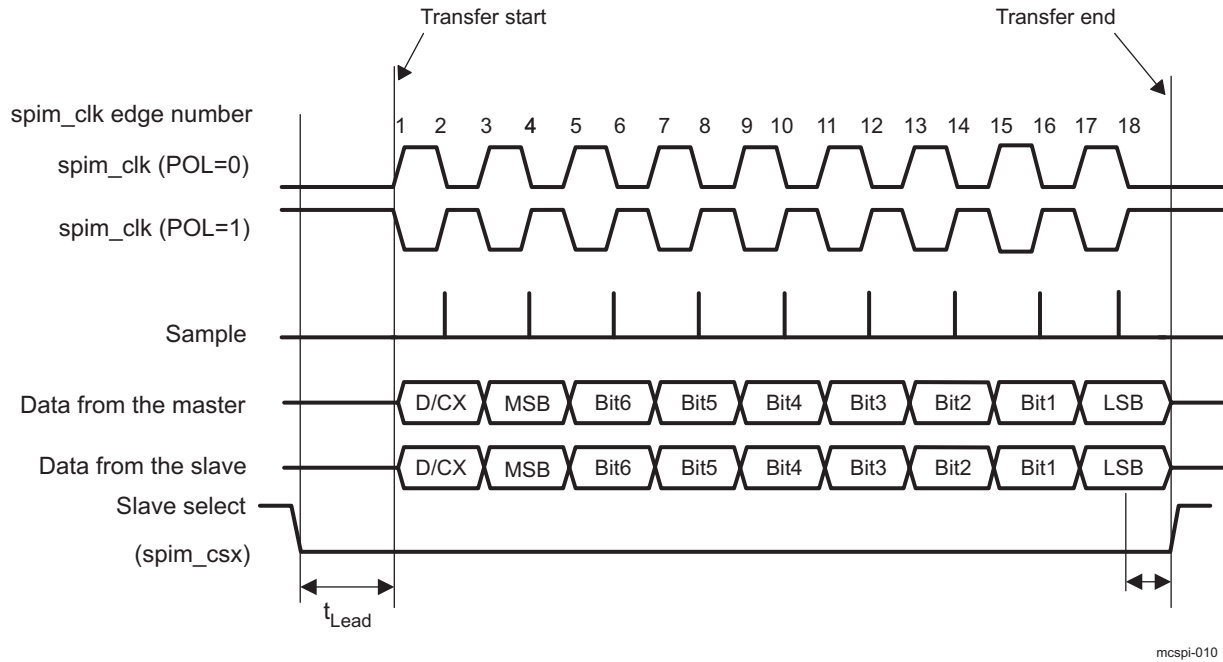 Transfer start
Transfer end
spim_clk edge number
1 2 3 4 5 6 7 8 9 10 11 12 13 14 15 16 17 18
spim_clk (POL=0)
spim_clk (POL=1)
Sample
Data from the master
D/CX MSB Bit6 Bit5 Bit4 Bit3 Bit2 Bit1 LSB
Data from the slave
D/CX MSB Bit6 Bit5 Bit4 Bit3 Bit2 Bit1 LSB
Slave select
(spim_csx)
tLead
mcspi-010